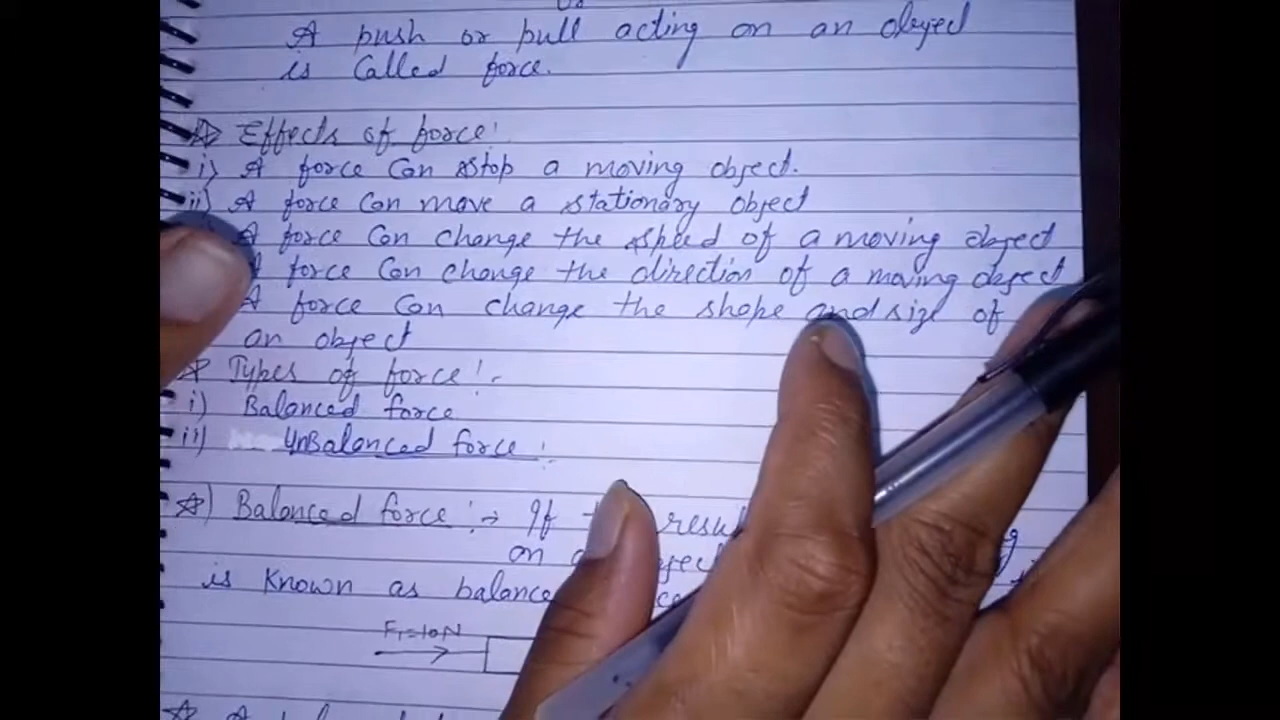 A push or pull acting on an object
is Called force.
Effects of force:
i) A force Can stop a moving object.
ii) A force Can move a stationary object
A force Can change the speed of a moving object
force Can change the direction of a moving object
A force Can change the shape and size of
an object
Types of force:-
i) Balanced force
ii) UnBalanced force:
Balanced force:→ If
on
is Known as
F1=10N